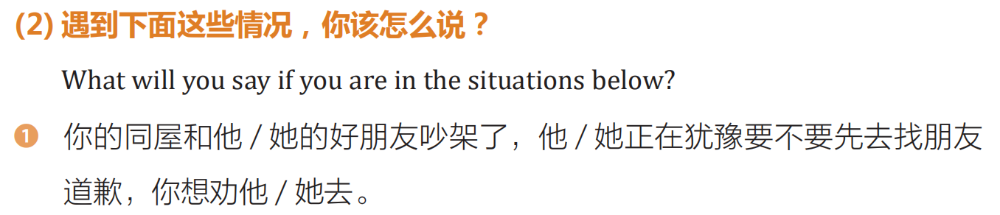 (2) 遇到下面这些情况，你该怎么说？
What will you say if you are in the situations below?
1 你的同屋和他 / 她的好朋友吵架了，他 / 她正在犹豫要不要先去找朋友
道歉，你想劝他 / 她去。